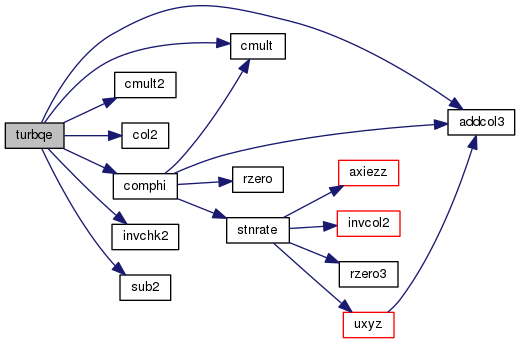 turbqe
cmult
cmult2
col2
comphi
invchk2
sub2
rzero
stnrate
addcol3
axiezz
invcol2
rzero3
uxyz